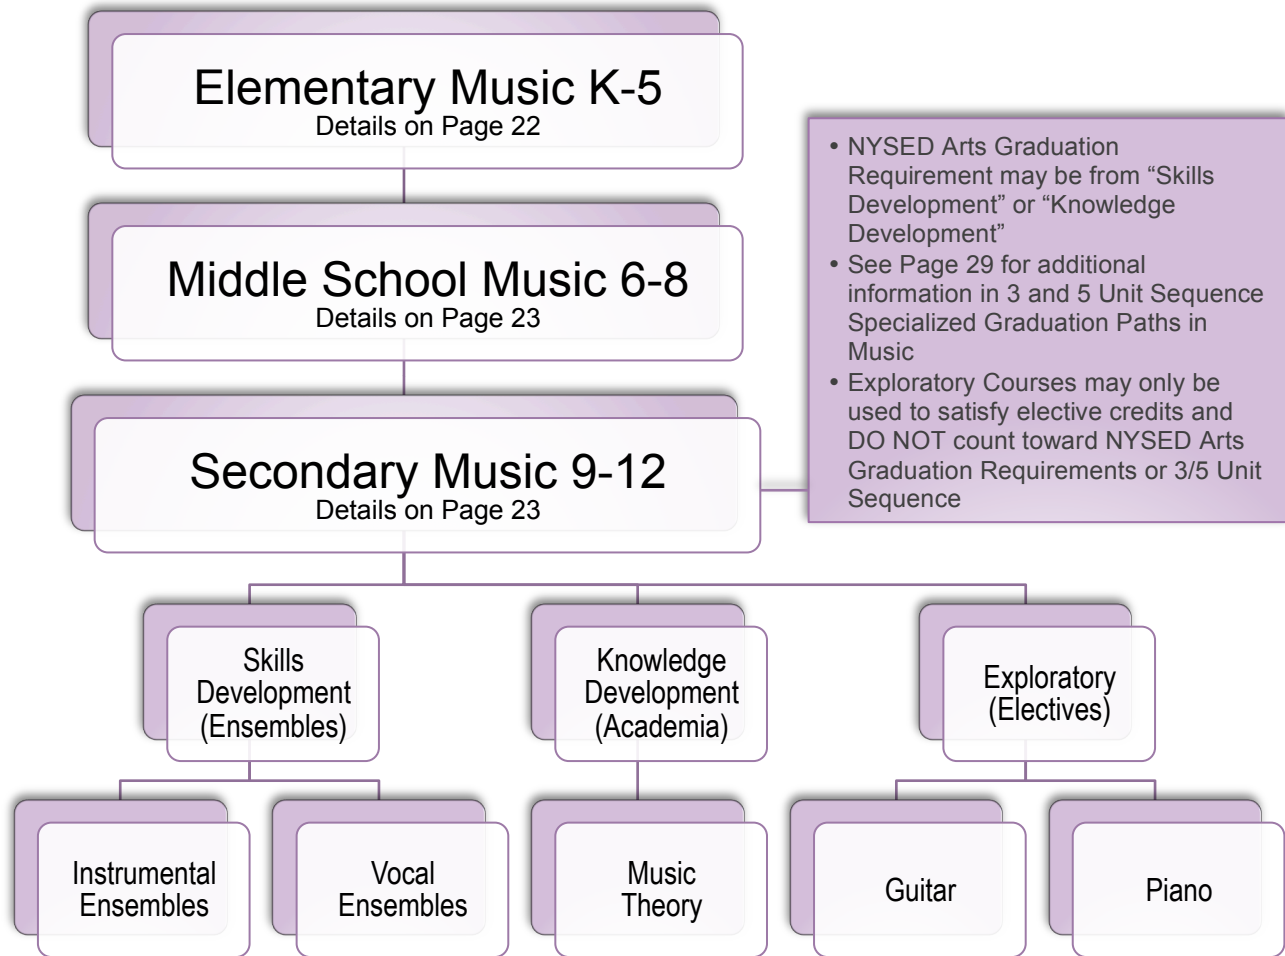 Elementary Music K-5
Details on Page 22
Middle School Music 6-8
Details on Page 23
Secondary Music 9-12
Details on Page 23
• NYSED Arts Graduation
Requirement may be from “Skills
Development” or “Knowledge
Development”
• See Page 29 for additional
information in 3 and 5 Unit Sequence
Specialized Graduation Paths in
Music
• Exploratory Courses may only be
used to satisfy elective credits and
DO NOT count toward NYSED Arts
Graduation Requirements or 3/5 Unit
Sequence
Skills
Development
(Ensembles)
Knowledge
Development
(Academia)
Exploratory
(Electives)
Instrumental
Ensembles
Vocal
Ensembles
Music
Theory
Guitar
Piano